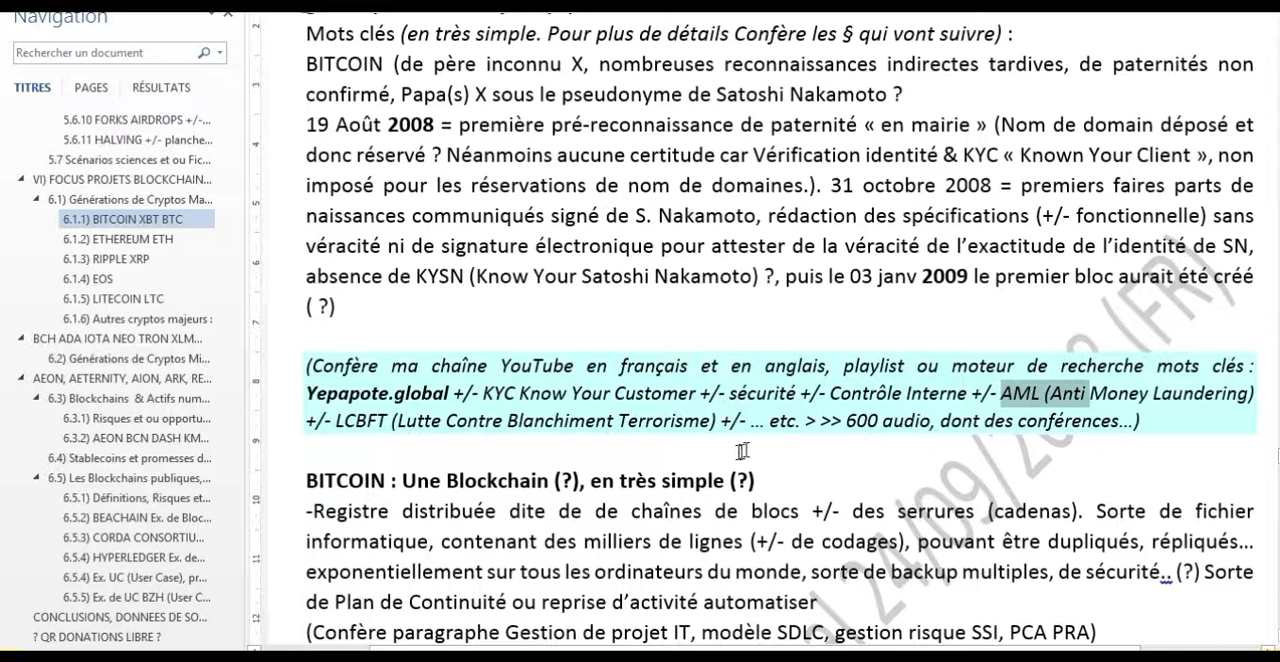 Navigation
Rechercher un document
TITRES PAGES RÉSULTATS
5.6.10 FORKS AIRDROPS +/-...
5.6.11 HALVING +/- planche...
5.7 Scénarios sciences et ou Fic...
VI) FOCUS PROJETS BLOCKCHAIN...
6.1) Générations de Cryptos Ma...
6.1.1) BITCOIN XBT BTC
6.1.2) ETHEREUM ETH
6.1.3) RIPPLE XRP
6.1.4) EOS
6.1.5) LITECOIN LTC
6.1.6) Autres cryptos majeurs :
BCH ADA IOTA NEO TRON XLM...
6.2) Générations de Cryptos Mi...
AEON, AETERNITY, AION, ARK, RE...
6.3) Blockchains & Actifs num...
6.3.1) Risques et ou opportu...
6.3.2) AEON BCN DASH KM...
6.4) Stablecoins et promesses d...
6.5) Les Blockchains publiques,...
6.5.1) Définitions, Risques et...
6.5.2) BEACHAIN Ex. de Bloc...
6.5.3) CORDA CONSORTIU...
6.5.4) HYPERLEDGER Ex. de...
6.5.4) Ex. UC (User Case), pr...
6.5.5) Ex. de UC BZH (User C...
CONCLUSIONS, DONNEES DE SO...
? QR DONATIONS LIBRE ?
Mots clés (en très simple. Pour plus de détails Confère les § qui vont suivre) :
BITCOIN (de père inconnu X, nombreuses reconnaissances indirectes tardives, de paternités non
confirmé, Papa(s) X sous le pseudonyme de Satoshi Nakamoto ?
19 Août 2008 = première pré-reconnaissance de paternité « en mairie » (Nom de domain déposé et
donc réservé ? Néanmoins aucune certitude car Vérification identité & KYC « Known Your Client », non
imposé pour les réservations de nom de domaines.). 31 octobre 2008 = premiers faires parts de
naissances communiqués signé de S. Nakamoto, rédaction des spécifications (+/- fonctionnelle) sans
véracité ni de signature électronique pour attester de la véracité de l’exactitude de l’identité de SN,
absence de KYSN (Know Your Satoshi Nakamoto) ?, puis le 03 janv 2009 le premier bloc aurait été créé
( ?)
(Confère ma chaîne YouTube en français et en anglais, playlist ou moteur de recherche mots clés :
Yepapote.global +/- KYC Know Your Customer +/- sécurité +/- Contrôle Interne +/- AML (Anti Money Laundering)
+/- LCBFT (Lutte Contre Blanchiment Terrorisme) +/- ... etc. > >> 600 audio, dont des conférences...)
BITCOIN : Une Blockchain (?), en très simple (?)
-Registre distribuée dite de de chaînes de blocs +/- des serrures (cadenas). Sorte de fichier
informatique, contenant des milliers de lignes (+/- de codages), pouvant être dupliqués, répliqués...
exponentiellement sur tous les ordinateurs du monde, sorte de backup multiples, de sécurité.. (?) Sorte
de Plan de Continuité ou reprise d’activité automatiser
(Confère paragraphe Gestion de projet IT, modèle SDLC, gestion risque SSI, PCA PRA)